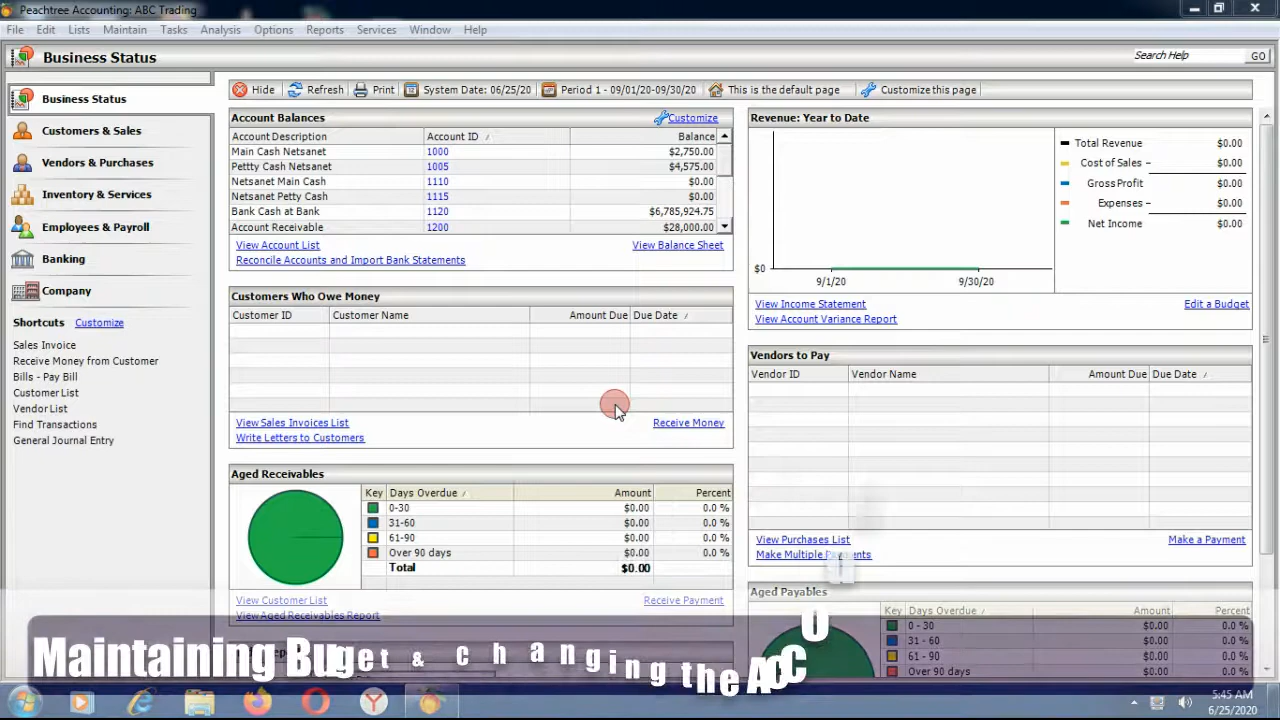 Peachtree Accounting: ABC Trading
File Edit Lists Maintain Tasks Analysis Options Reports Services Window Help
Business Status
Search Help GO
Business Status
Customers & Sales
Vendors & Purchases
Inventory & Services
Employees & Payroll
Banking
Company
Shortcuts Customize
Sales Invoice
Receive Money from Customer
Bills - Pay Bill
Customer List
Vendor List
Find Transactions
General Journal Entry
Hide Refresh Print System Date: 06/25/20 Period 1 - 09/01/20-09/30/20 This is the default page Customize this page
Account Balances Customize
Account Description Account ID Balance
Main Cash Netsanet 1000 $2,750.00
Pettty Cash Netsanet 1005 $4,575.00
Netsanet Main Cash 1110 $0.00
Netsanet Petty Cash 1115 $0.00
Bank Cash at Bank 1120 $6,785,924.75
Account Receivable 1200 $28,000.00
View Account List View Balance Sheet
Reconcile Accounts and Import Bank Statements
Customers Who Owe Money
Customer ID Customer Name Amount Due Due Date
View Sales Invoices List Receive Money
Write Letters to Customers
Aged Receivables
Key Days Overdue Amount Percent
0-30 $0.00 0.0 %
31-60 $0.00 0.0 %
61-90 $0.00 0.0 %
Over 90 days $0.00 0.0 %
Total $0.00
View Customer List Receive Payment
View Aged Receivables Report
Revenue: Year to Date
Total Revenue $0.00
Cost of Sales - $0.00
Gross Profit $0.00
Expenses - $0.00
Net Income $0.00
$0
9/1/20 9/30/20
View Income Statement Edit a Budget
View Account Variance Report
Vendors to Pay
Vendor ID Vendor Name Amount Due Due Date
View Purchases List Make a Payment
Make Multiple Payments
Aged Payables
Key Days Overdue Amount Percent
0 - 30 $0.00 0.0 %
31 - 60 $0.00 0.0 %
61 - 90 $0.00 0.0 %
Over 90 days $0.00 0.0 %
Maintaining Budget & changing the
5:45 AM
6/25/2020